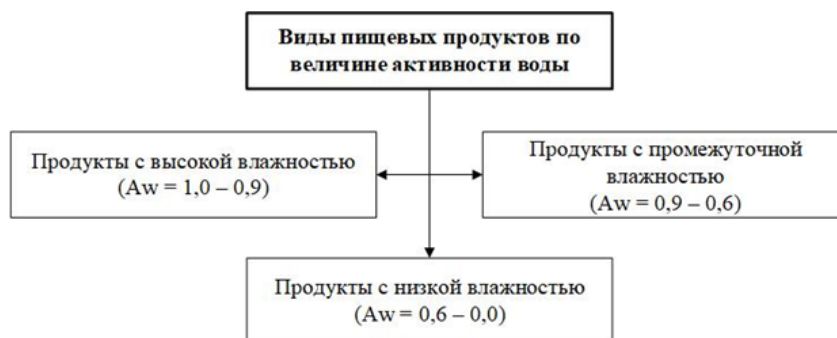 Виды пищевых продуктов по
величине активности воды
Продукты с высокой влажностью
(Aw = 1,0 – 0,9)
Продукты с промежуточной
влажностью
(Aw = 0,9 – 0,6)
Продукты с низкой влажностью
(Aw = 0,6 – 0,0)